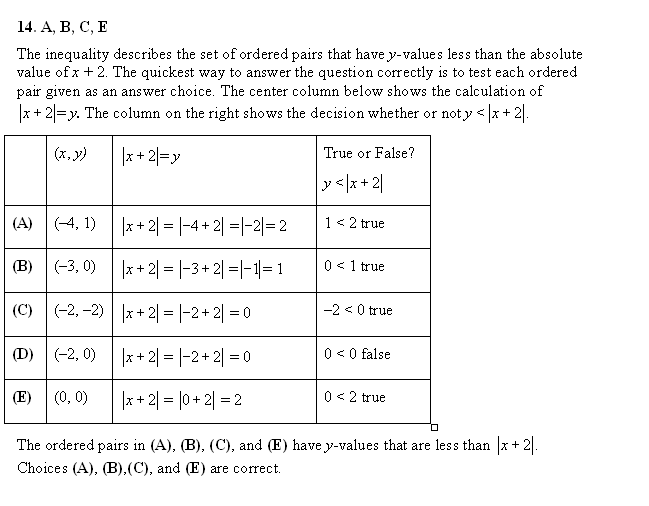 14. A, B, C, E
The inequality describes the set of ordered pairs that have y-values less than the absolute
value of x + 2. The quickest way to answer the question correctly is to test each ordered
pair given as an answer choice. The center column below shows the calculation of
|x + 2|=y. The column on the right shows the decision whether or not y < |x + 2|.
(x, y) |x + 2|=y True or False?
y <|x + 2|
(A) (–4, 1) |x + 2| = |–4 + 2| =|–2|= 2 1 < 2 true
(B) (–3, 0) |x + 2| = |–3 + 2| =|–1|= 1 0 < 1 true
(C) (–2, –2) |x + 2| = |–2 + 2| = 0 –2 < 0 true
(D) (–2, 0) |x + 2| = |–2 + 2| = 0 0 < 0 false
(E) (0, 0) |x + 2| = |0 + 2| = 2 0 < 2 true
The ordered pairs in (A), (B), (C), and (E) have y-values that are less than |x + 2|.
Choices (A), (B),(C), and (E) are correct.